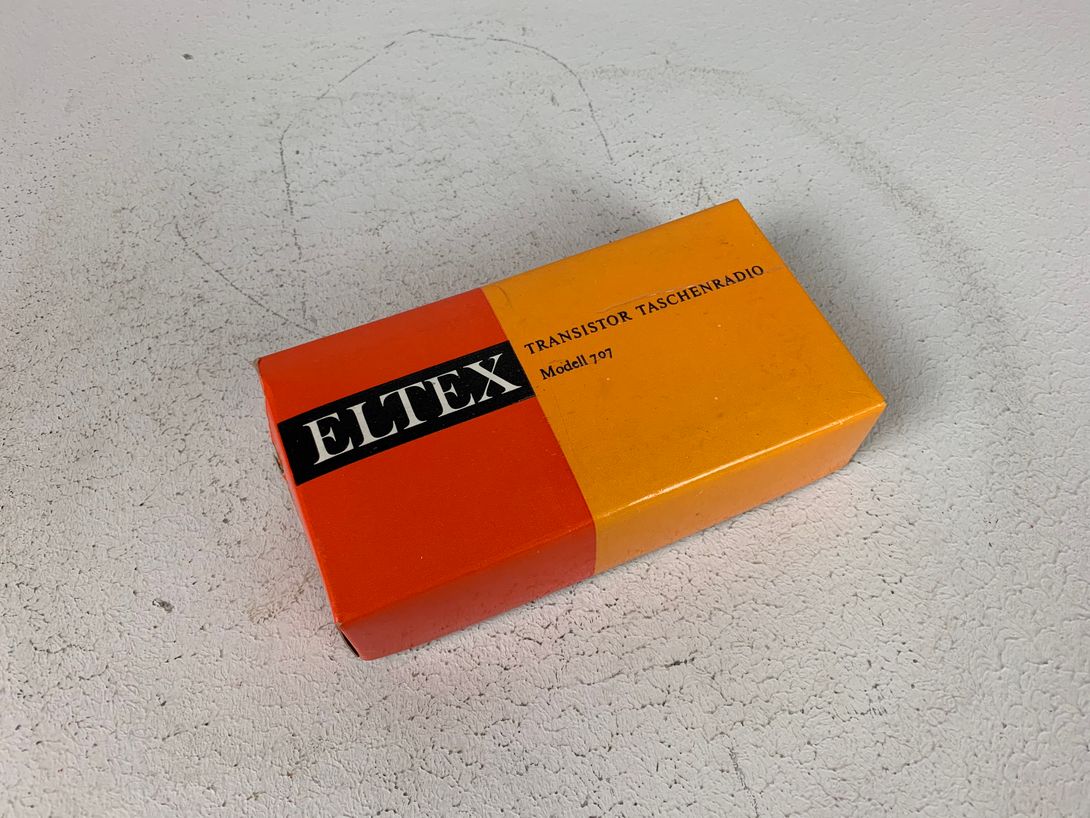 ELTEX
TRANSISTOR TASCHENRADIO
Modell 707